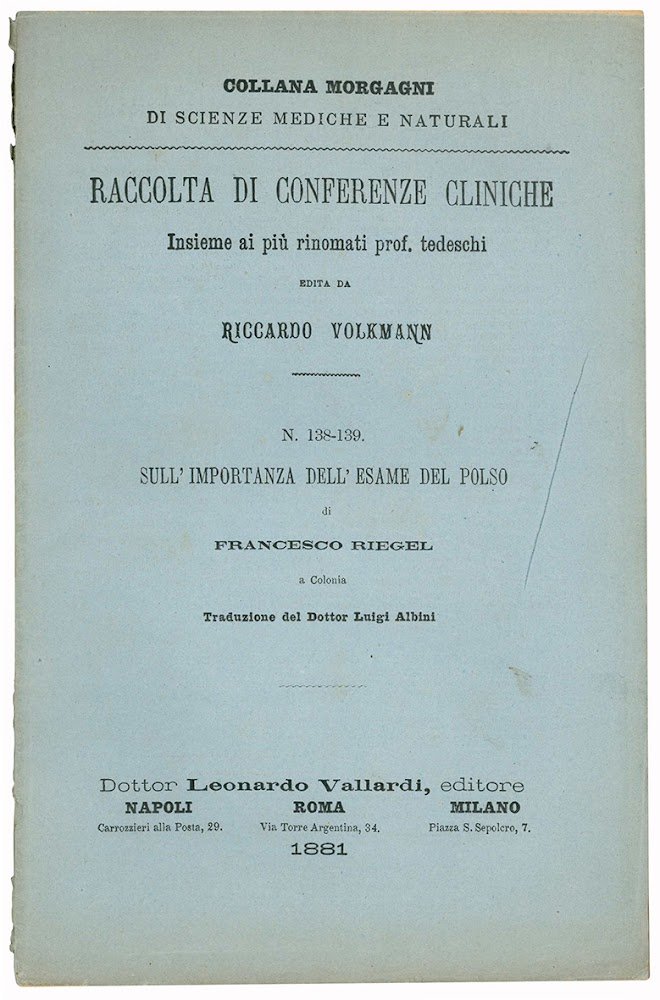 COLLANA MORGAGNI
DI SCIENZE MEDICHE E NATURALI
RACCOLTA DI CONFERENZE CLINICHE
Insieme ai più rinomati prof. tedeschi
EDITA DA
RICCARDO VOLKMANN
N. 138-139.
SULL' IMPORTANZA DELL' ESAME DEL POLSO
di
FRANCESCO RIEGEL
a Colonia
Traduzione del Dottor Luigi Albini
Dottor Leonardo Vallardi, editore
NAPOLI ROMA MILANO
Carrozzieri alla Posta, 29. Via Torre Argentina, 34. Piazza S. Sepolcro, 7.
1881